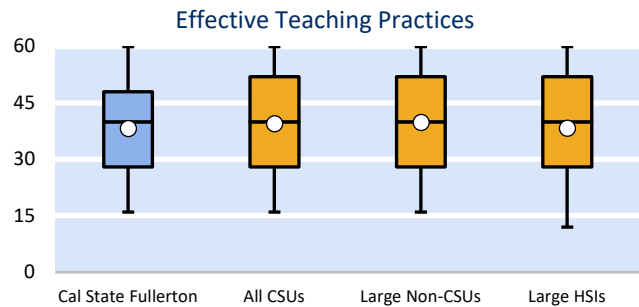 Effective Teaching Practices
60
45
30
15
0
Cal State Fullerton
All CSUs
Large Non-CSUs
Large HSIs